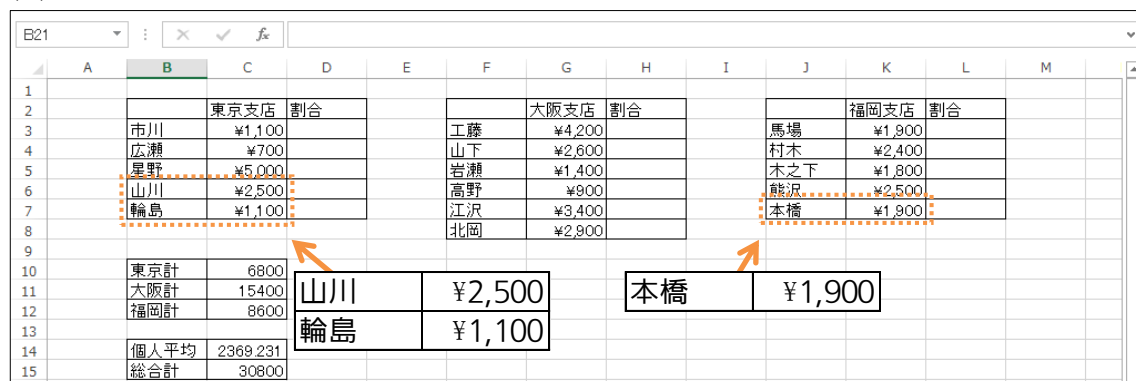 B21 fx
A B C D E F G H I J K L M
1
2 東京支店 割合 大阪支店 割合 福岡支店 割合
3 市川 ¥1,100 工藤 ¥4,200 馬場 ¥1,900
4 広瀬 ¥700 山下 ¥2,600 村木 ¥2,400
5 星野 ¥5,000 岩瀬 ¥1,400 木之下 ¥1,800
6 山川 ¥2,500 高野 ¥900 熊沢 ¥2,500
7 輪島 ¥1,100 江沢 ¥3,400 本橋 ¥1,900
8 北岡 ¥2,900
9
10 東京計 6800
11 大阪計 15400
12 福岡計 8600
13
14 個人平均 2369.231
15 総合計 30800
山川 ¥2,500
輪島 ¥1,100
本橋 ¥1,900